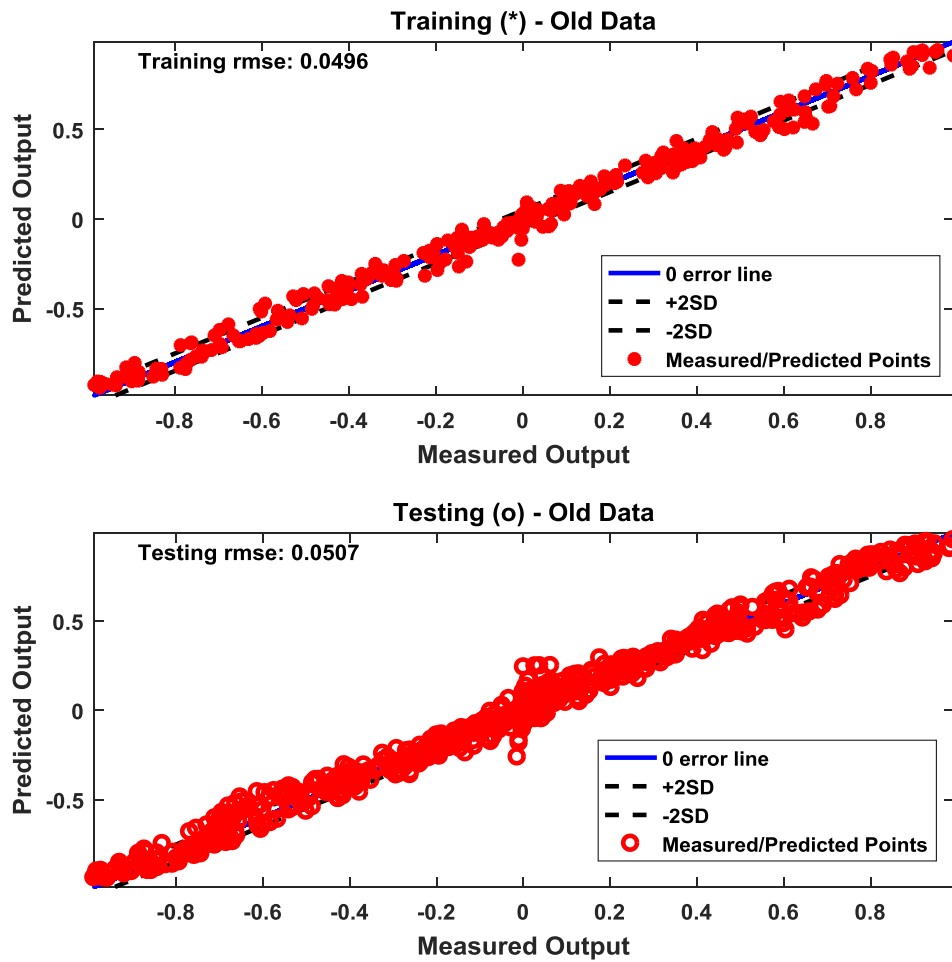 Training (*) - Old Data
Training rmse: 0.0496
Predicted Output
0.5
0
-0.5
0 error line
+2SD
-2SD
Measured/Predicted Points
-0.8 -0.6 -0.4 -0.2 0 0.2 0.4 0.6 0.8
Measured Output
Testing (o) - Old Data
Testing rmse: 0.0507
Predicted Output
0.5
0
-0.5
0 error line
+2SD
-2SD
Measured/Predicted Points
-0.8 -0.6 -0.4 -0.2 0 0.2 0.4 0.6 0.8
Measured Output